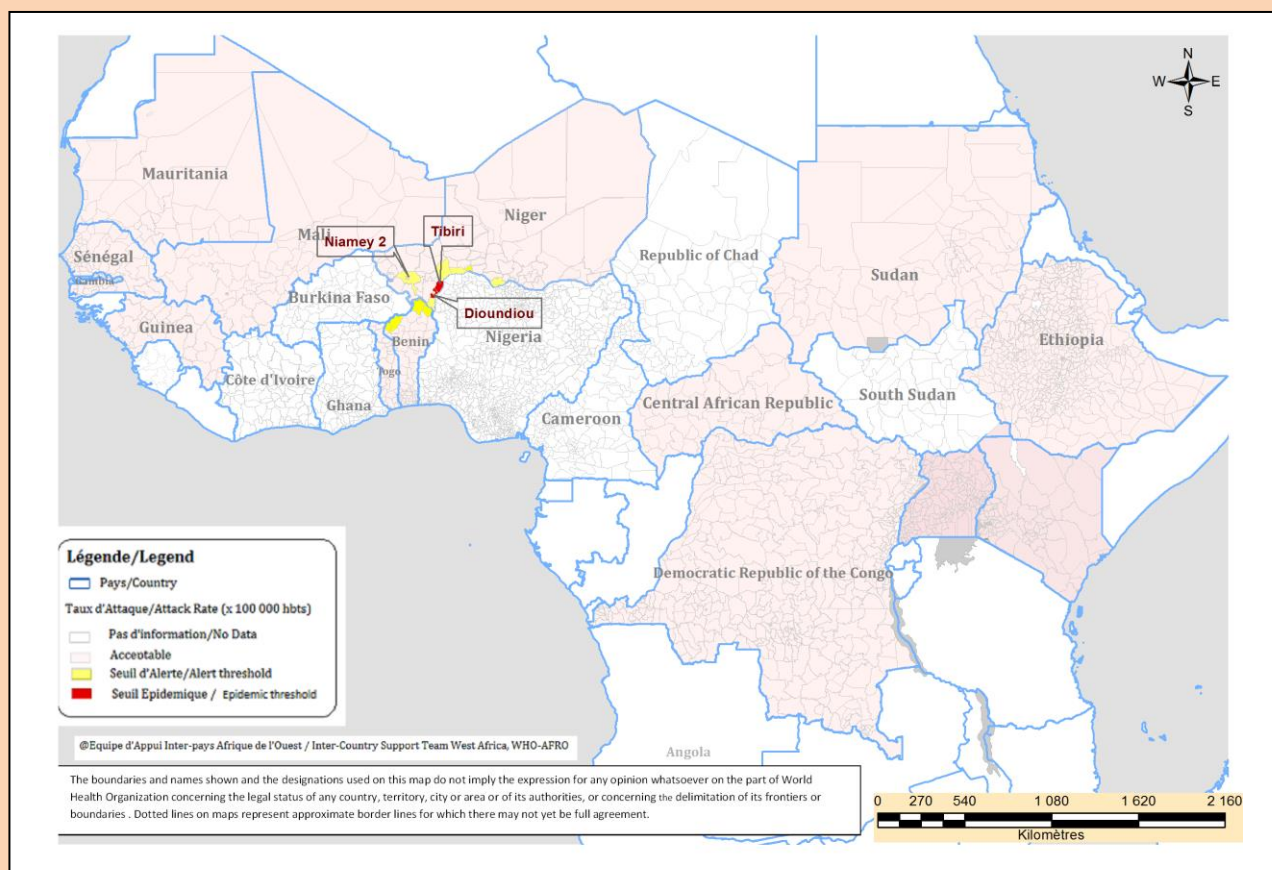 N
W E
S
Mauritania
Niger
Mali
Niamey 2
Tibiri
Sénégal
Gambia
Republic of Chad
Sudan
Burkina Faso
Dioundiou
Guinea
Nigeria
Benin
Ethiopia
Togo
Côte d'Ivoire
Ghana
Cameroon
Central African Republic
South Sudan
Democratic Republic of the Congo
Angola
Légende/Legend
Pays/Country
Taux d'Attaque/Attack Rate (x 100 000 hbts)
Pas d'information/No Data
Acceptable
Seuil d'Alerte/Alert threshold
Seuil Epidemique / Epidemic threshold
@Equipe d'Appui Inter-pays Afrique de l'Ouest / Inter-Country Support Team West Africa, WHO-AFRO
The boundaries and names shown and the designations used on this map do not imply the expression for any opinion whatsoever on the part of World
Health Organization concerning the legal status of any country, territory, city or area or of its authorities, or concerning the delimitation of its frontiers or
boundaries . Dotted lines on maps represent approximate border lines for which there may not yet be full agreement.
0 270 540 1 080 1 620 2 160
Kilomètres